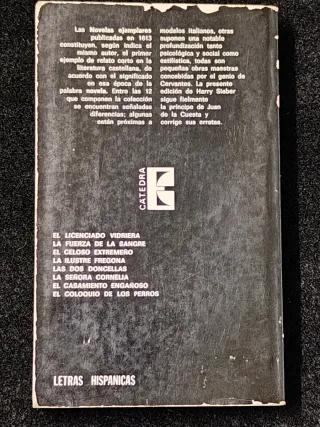 Las Novelas ejemplares
publicadas en 1613
constituyen, según indica el
mismo autor, el primer
ejemplo de relato corto en la
literatura castellana, de
acuerdo con el significado
en esa época de la
palabra novela. Entre las 12
que componen la colección
se encuentran señaladas
diferencias; algunas
están próximas a
modelos italianos, otras
suponen una notable
profundización tanto
psicológica y social como
estilística, todas son
pequeñas obras maestras
concebidas por el genio de
Cervantes. La presente
edición de Harry Sieber
sigue fielmente
la príncipe de Juan
de la Cuesta y
corrige sus erratas.
CATEDRA
EL LICENCIADO VIDRIERA
LA FUERZA DE LA SANGRE
EL CELOSO EXTREMEÑO
LA ILUSTRE FREGONA
LAS DOS DONCELLAS
LA SEÑORA CORNELIA
EL CASAMIENTO ENGAÑOSO
EL COLOQUIO DE LOS PERROS
LETRAS HISPANICAS